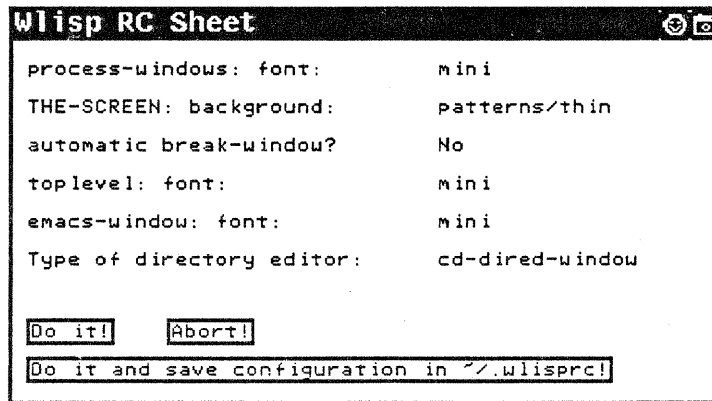 Wlisp RC Sheet
process-windows: font: mini
THE-SCREEN: background: patterns/thin
automatic break-window? No
toplevel: font: mini
emacs-window: font: mini
Type of directory editor: cd-dired-window
Do it! Abort!
Do it and save configuration in ~/.wlisprc!